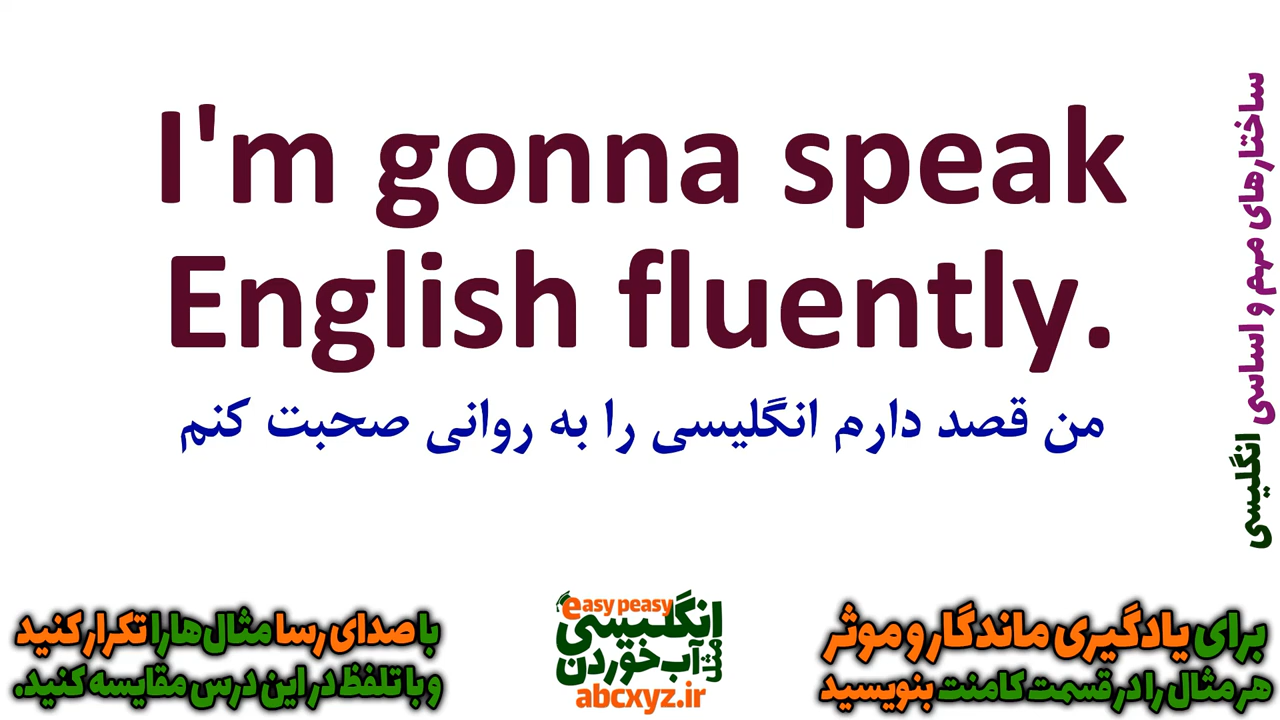 I'm gonna speak
English fluently.
من قصد دارم انگلیسی را به روانی صحبت کنم
ساختارهای مهم و اساسی انگلیسی
برای یادگیری ماندگار و موثر
هر مثال را در قسمت کامنت بنویسید
easy peasy
انگلیسی
مثل آب خوردن
abcxyz.ir
با صدای رسا مثال‌ها را تکرار کنید
و با تلفظ در این درس مقایسه کنید.